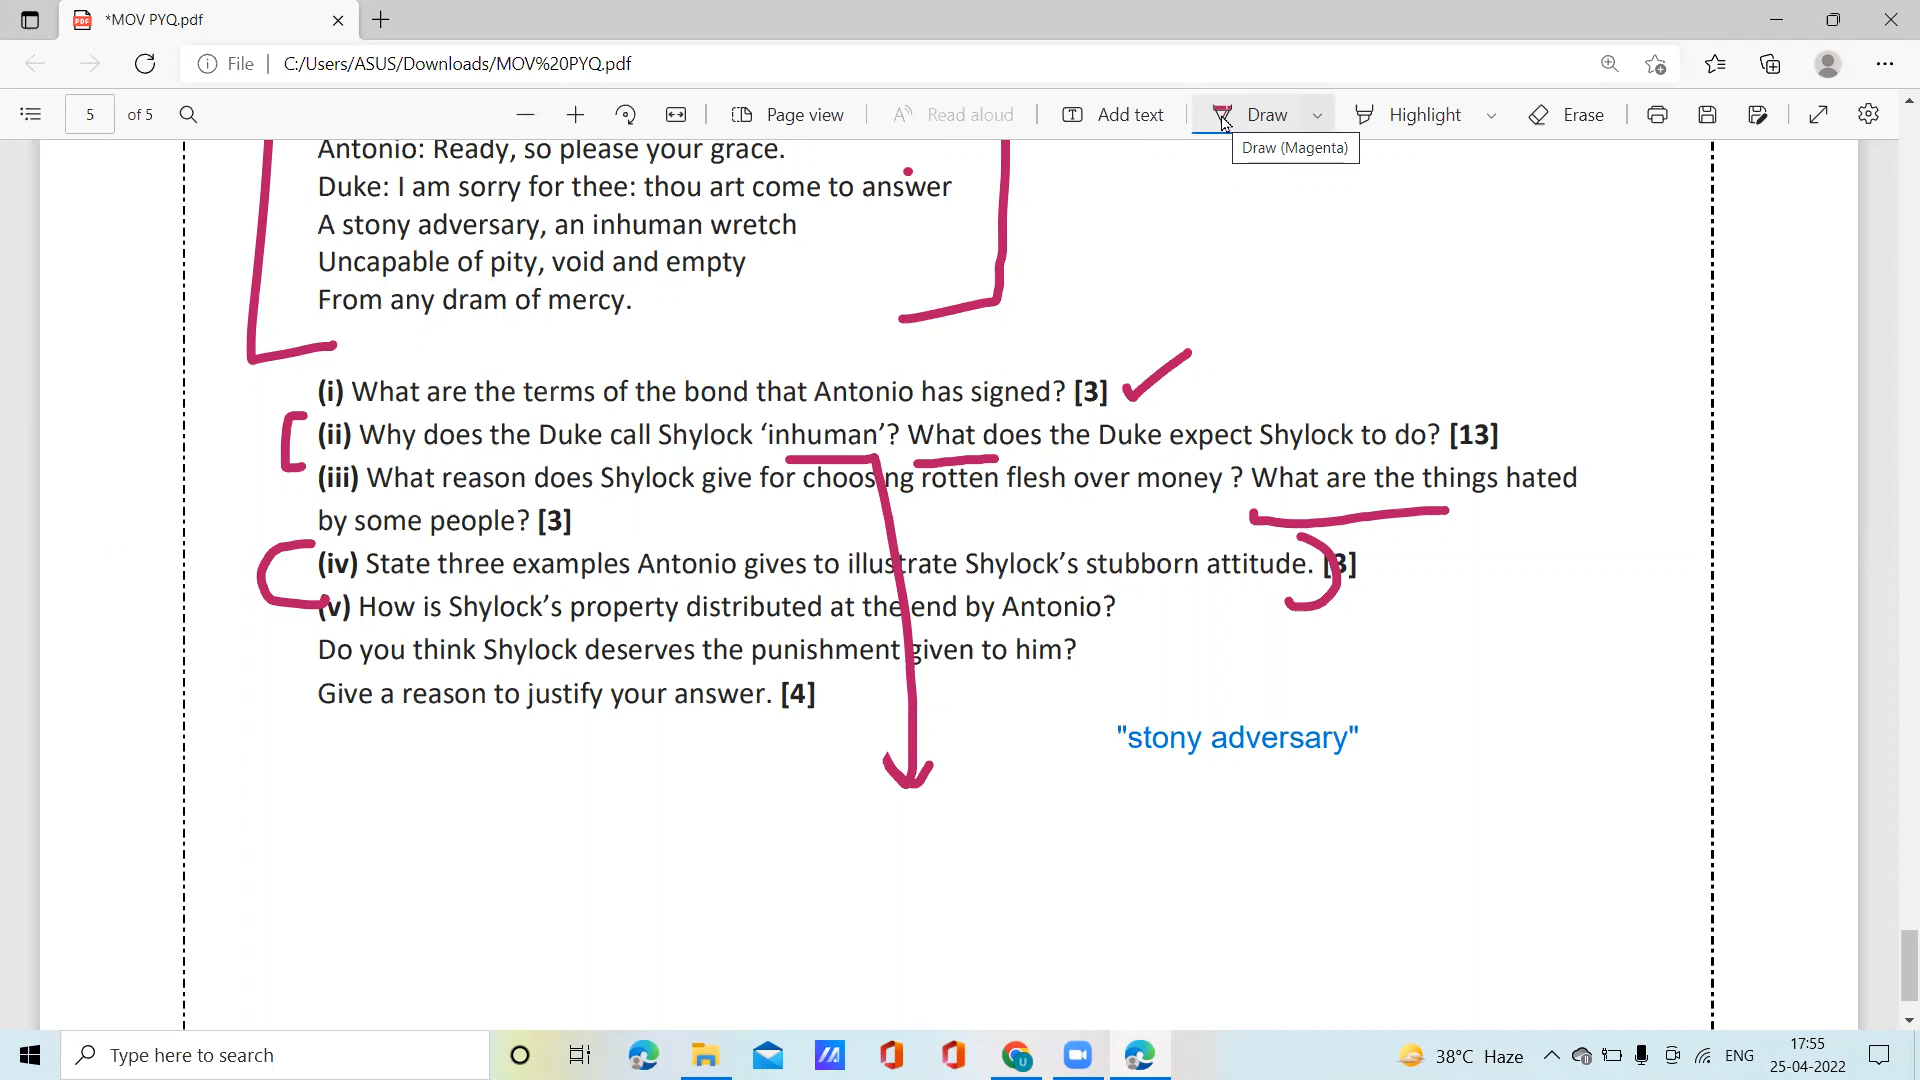 *MOV PYQ.pdf
File
C:/Users/ASUS/Downloads/MOV%20PYQ.pdf
5 of 5
Page view
Read aloud
Add text
Draw
Highlight
Erase
Draw (Magenta)
Antonio: Ready, so please your grace.
Duke: I am sorry for thee: thou art come to answer
A stony adversary, an inhuman wretch
Uncapable of pity, void and empty
From any dram of mercy.
(i) What are the terms of the bond that Antonio has signed? [3]
(ii) Why does the Duke call Shylock ‘inhuman’? What does the Duke expect Shylock to do? [13]
(iii) What reason does Shylock give for choosing rotten flesh over money ? What are the things hated
by some people? [3]
(iv) State three examples Antonio gives to illustrate Shylock’s stubborn attitude. [3]
(v) How is Shylock’s property distributed at the end by Antonio?
Do you think Shylock deserves the punishment given to him?
Give a reason to justify your answer. [4]
"stony adversary"
Type here to search
38°C Haze
ENG
17:55
25-04-2022